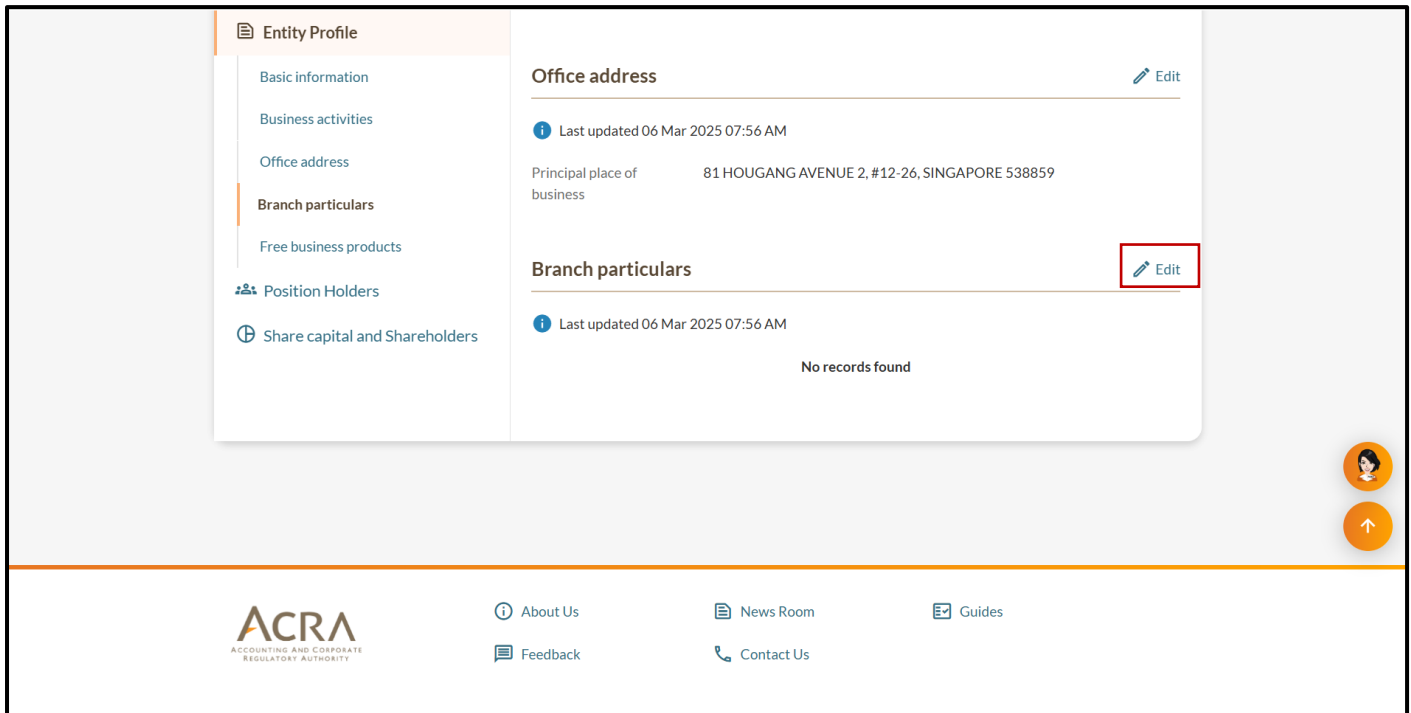 Entity Profile
Basic information
Business activities
Office address
Branch particulars
Free business products
Position Holders
Share capital and Shareholders
Office address
Edit
Last updated 06 Mar 2025 07:56 AM
Principal place of
business
81 HOUGANG AVENUE 2, #12-26, SINGAPORE 538859
Branch particulars
Edit
Last updated 06 Mar 2025 07:56 AM
No records found
ACRA
ACCOUNTING AND CORPORATE
REGULATORY AUTHORITY
About Us
News Room
Guides
Feedback
Contact Us